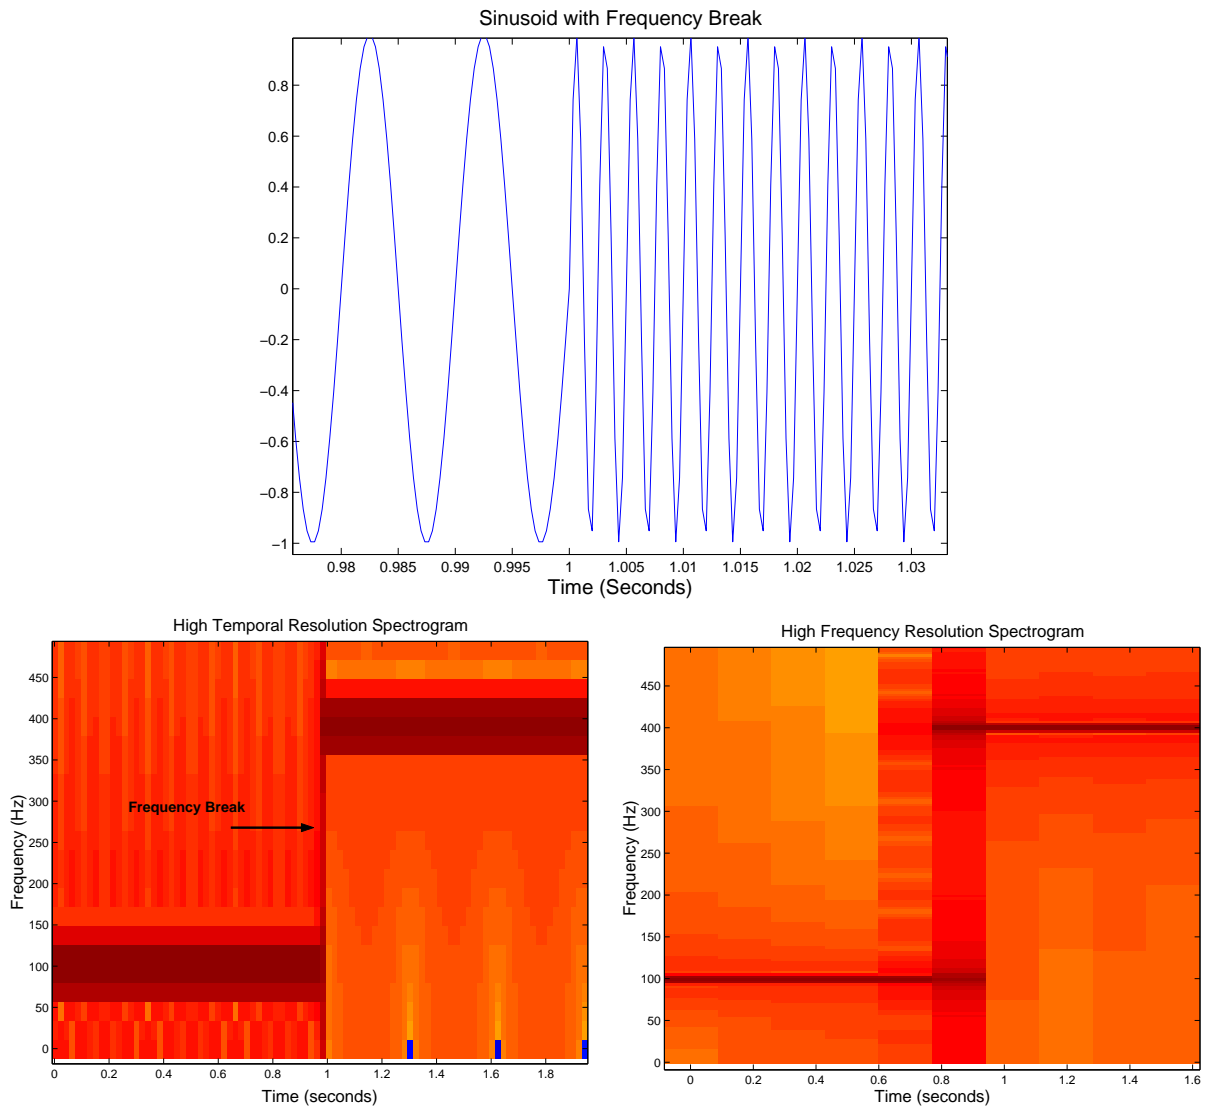 Sinusoid with Frequency Break
0.8
0.6
0.4
0.2
0
−0.2
−0.4
−0.6
−0.8
−1
0.98 0.985 0.99 0.995 1 1.005 1.01 1.015 1.02 1.025 1.03
Time (Seconds)
High Temporal Resolution Spectrogram
Frequency (Hz)
450
400
350
300
250
200
150
100
50
0
Frequency Break
0 0.2 0.4 0.6 0.8 1 1.2 1.4 1.6 1.8
Time (seconds)
High Frequency Resolution Spectrogram
Frequency (Hz)
450
400
350
300
250
200
150
100
50
0
0 0.2 0.4 0.6 0.8 1 1.2 1.4 1.6
Time (seconds)